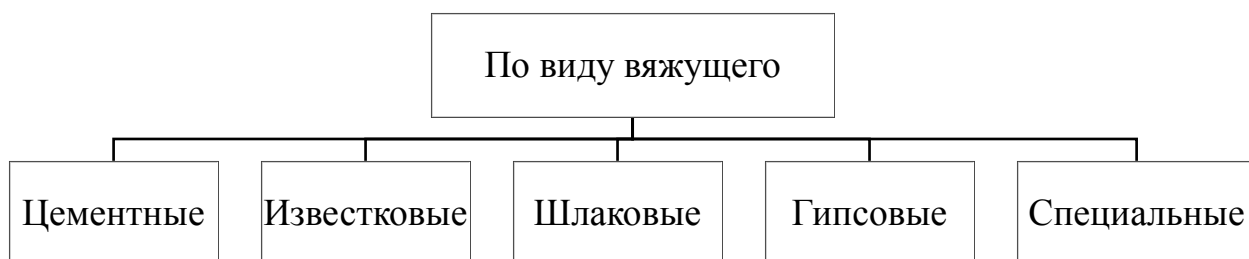 По виду вяжущего
Цементные
Известковые
Шлаковые
Гипсовые
Специальные